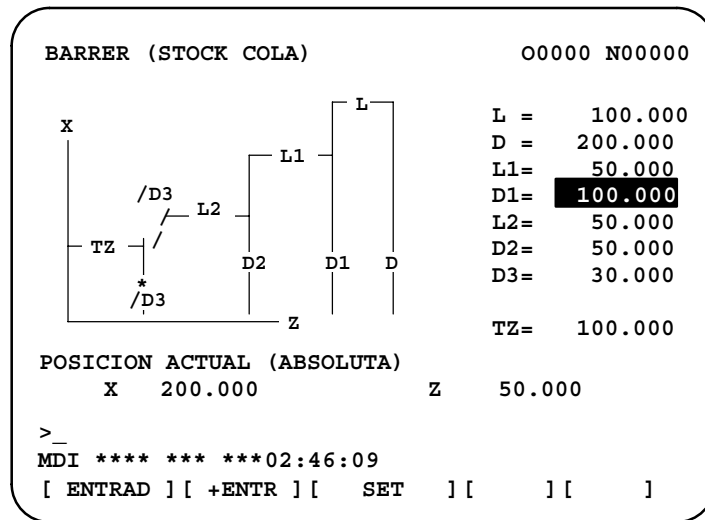 BARRER (STOCK COLA) O0000 N00000
L
X
L1
/D3
L2
TZ
D2 D1 D
*
/D3
Z
L = 100.000
D = 200.000
L1= 50.000
D1= 100.000
L2= 50.000
D2= 50.000
D3= 30.000
TZ= 100.000
POSICION ACTUAL (ABSOLUTA)
X 200.000 Z 50.000
>_
MDI **** *** ***02:46:09
[ ENTRAD ][ +ENTR ][ SET ][ ][ ]